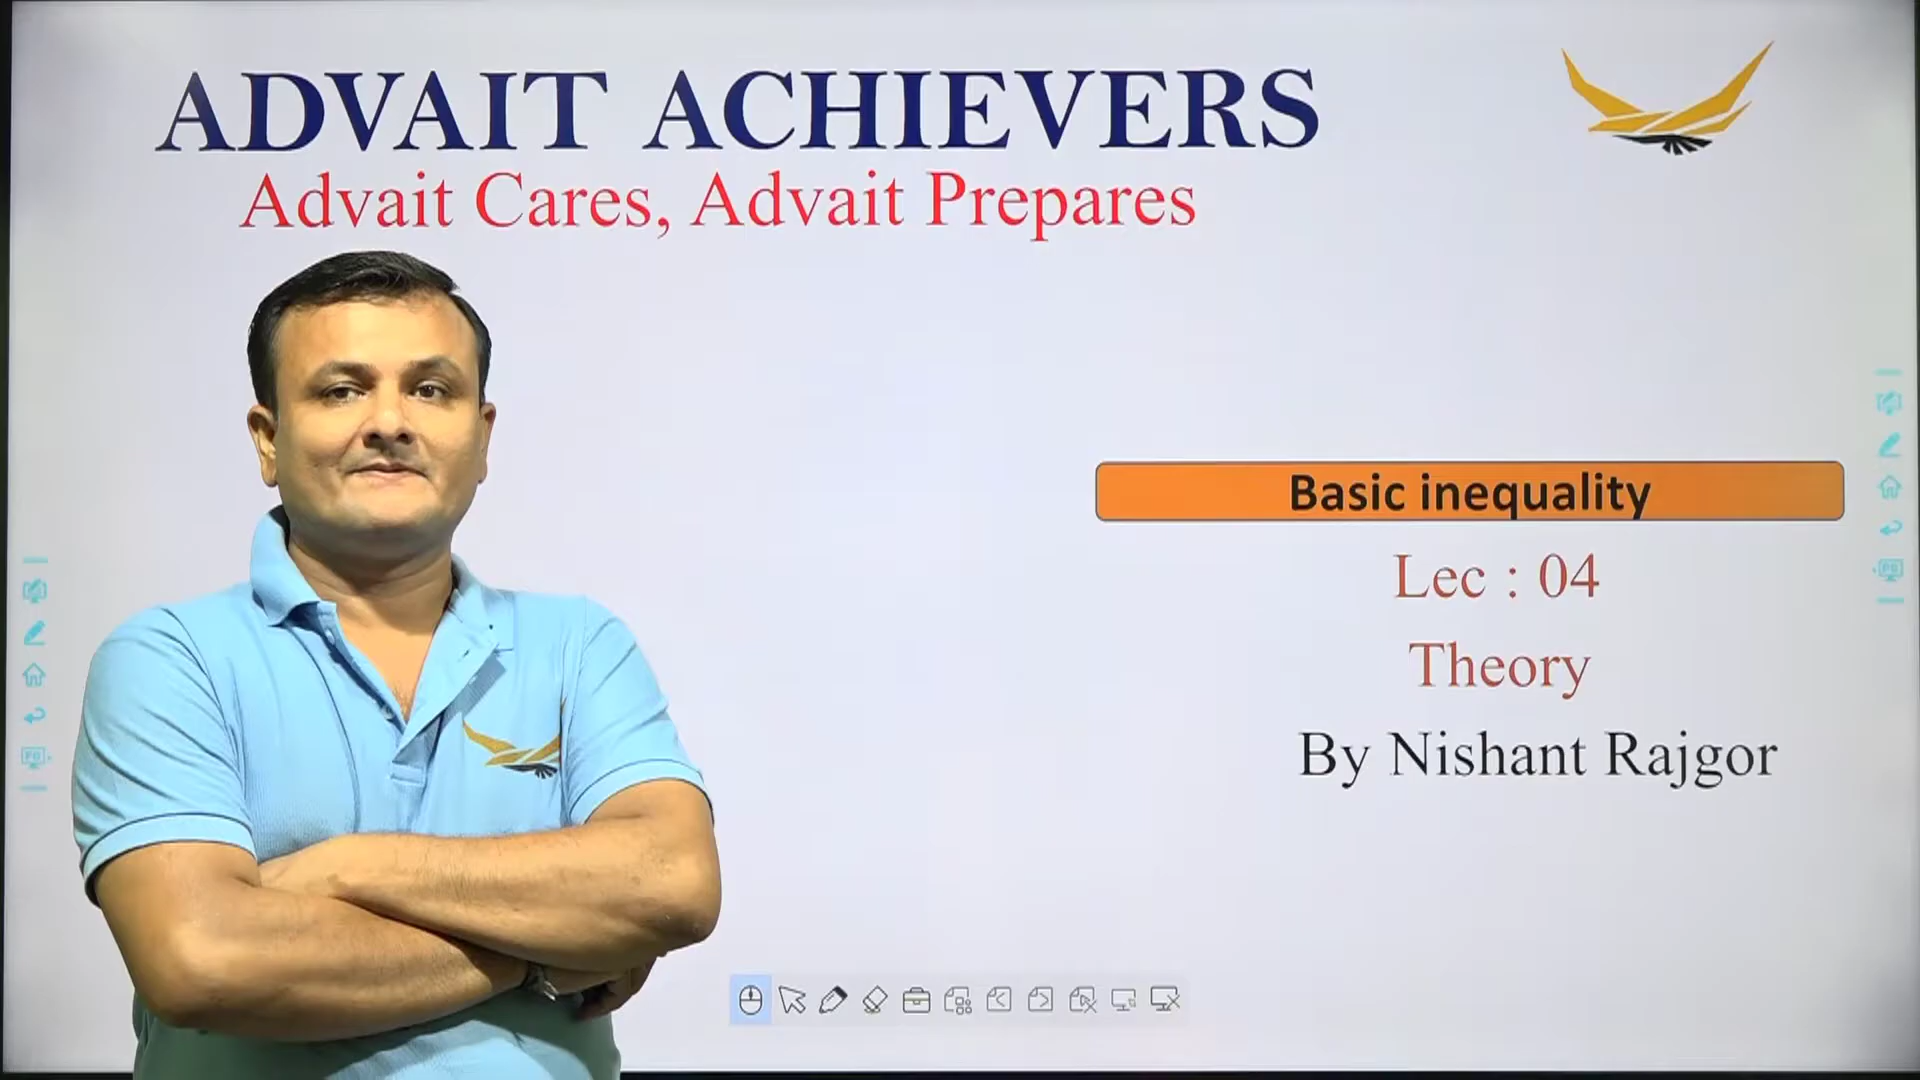 ADVAIT ACHIEVERS
Advait Cares, Advait Prepares
Basic inequality
Lec : 04
Theory
By Nishant Rajgor